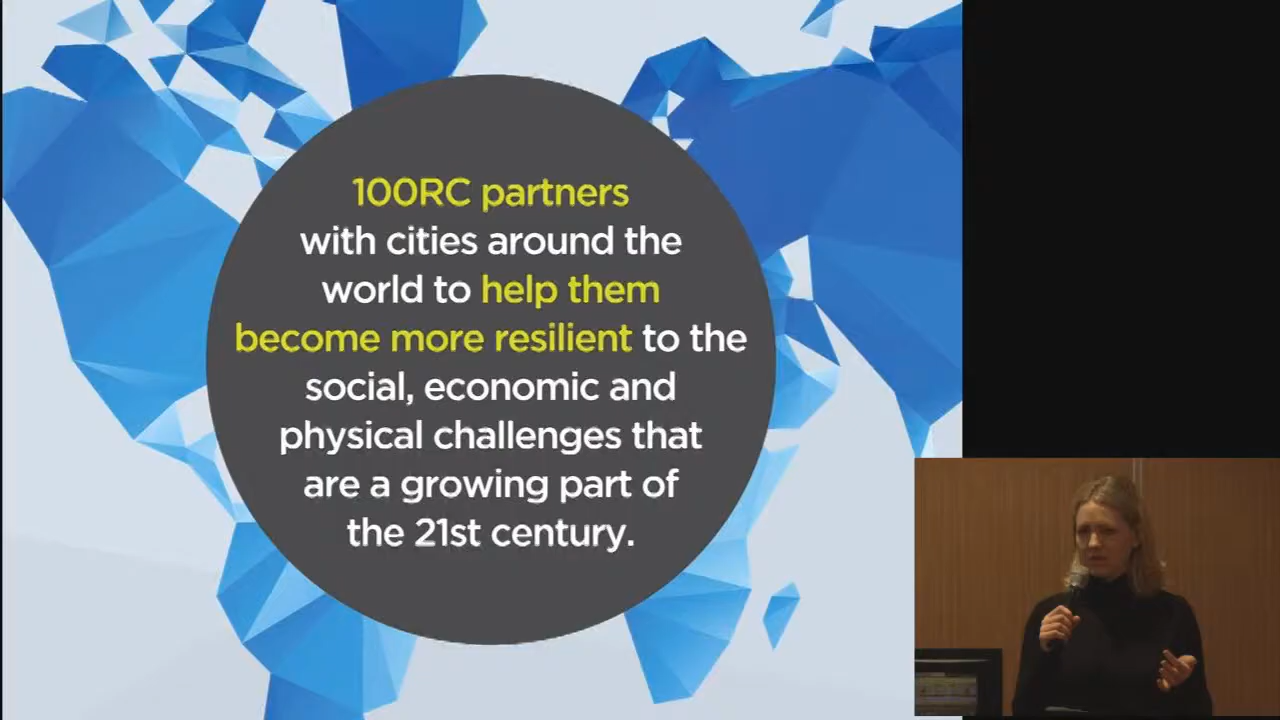 100RC partners
with cities around the
world to help them
become more resilient to the
social, economic and
physical challenges that
are a growing part of
the 21st century.